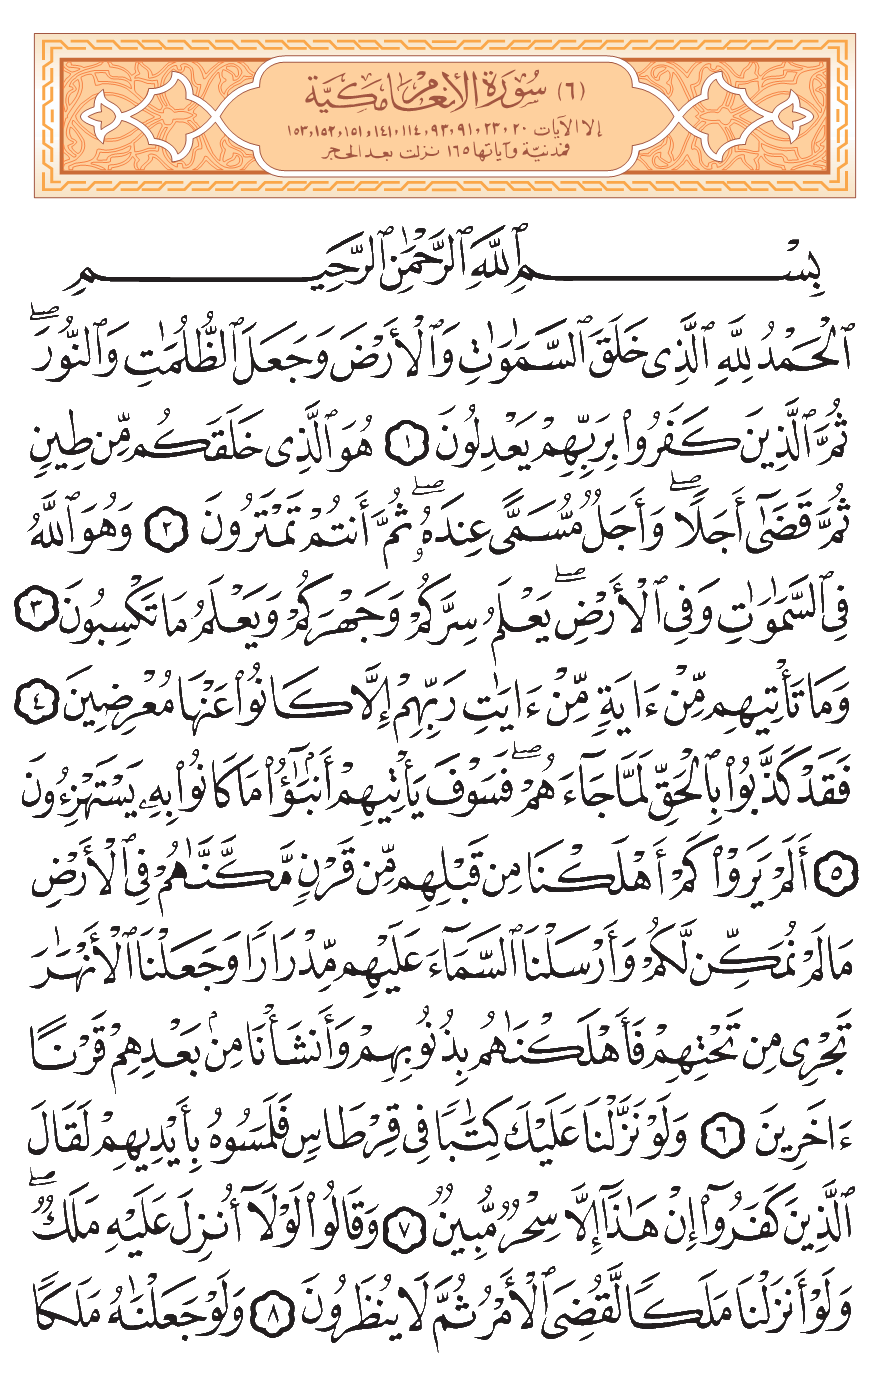 (٦) سُورَةُ الأَنْعَامِ مَكِيَّة
إلا الآيات ٢٠، ٢٣، ٩١، ٩٣، ١١٤، ١٤١، ١٥١، ١٥٢، ١٥٣
فمدنيّة وآياتها ١٦٥ نزلت بعد الحجر
بِسْمِ ٱللَّهِ ٱلرَّحْمَٰنِ ٱلرَّحِيمِ
ٱلْحَمْدُ لِلَّهِ ٱلَّذِى خَلَقَ ٱلسَّمَٰوَٰتِ وَٱلْأَرْضَ وَجَعَلَ ٱلظُّلُمَٰتِ وَٱلنُّورَۖ
ثُمَّ ٱلَّذِينَ كَفَرُوا۟ بِرَبِّهِمْ يَعْدِلُونَ ١ هُوَ ٱلَّذِى خَلَقَكُم مِّن طِينٍ
ثُمَّ قَضَىٰٓ أَجَلًاۖ وَأَجَلٌ مُّسَمًّى عِندَهُۥۖ ثُمَّ أَنتُمْ تَمْتَرُونَ ٢ وَهُوَ ٱللَّهُ
فِى ٱلسَّمَٰوَٰتِ وَفِى ٱلْأَرْضِۖ يَعْلَمُ سِرَّكُمْ وَجَهْرَكُمْ وَيَعْلَمُ مَا تَكْسِبُونَ ٣
وَمَا تَأْتِيهِم مِّنْ ءَايَةٍ مِّنْ ءَايَٰتِ رَبِّهِمْ إِلَّا كَانُوا۟ عَنْهَا مُعْرِضِينَ ٤
فَقَدْ كَذَّبُوا۟ بِٱلْحَقِّ لَمَّا جَآءَهُمْۖ فَسَوْفَ يَأْتِيهِمْ أَنۢبَٰٓؤُا۟ مَا كَانُوا۟ بِهِۦ يَسْتَهْزِءُونَ
٥ أَلَمْ يَرَوْا۟ كَمْ أَهْلَكْنَا مِن قَبْلِهِم مِّن قَرْنٍ مَّكَّنَّٰهُمْ فِى ٱلْأَرْضِ
مَا لَمْ نُمَكِّن لَّكُمْ وَأَرْسَلْنَا ٱلسَّمَآءَ عَلَيْهِم مِّدْرَارًا وَجَعَلْنَا ٱلْأَنْهَٰرَ
تَجْرِى مِن تَحْتِهِمْ فَأَهْلَكْنَٰهُم بِذُنُوبِهِمْ وَأَنشَأْنَا مِنۢ بَعْدِهِمْ قَرْنًا
ءَاخَرِينَ ٦ وَلَوْ نَزَّلْنَا عَلَيْكَ كِتَٰبًا فِى قِرْطَاسٍ فَلَمَسُوهُ بِأَيْدِيهِمْ لَقَالَ
ٱلَّذِينَ كَفَرُوٓا۟ إِنْ هَٰذَآ إِلَّا سِحْرٌ مُّبِينٌ ٧ وَقَالُوا۟ لَوْلَآ أُنزِلَ عَلَيْهِ مَلَكٌۖ
وَلَوْ أَنزَلْنَا مَلَكًا لَّقُضِىَ ٱلْأَمْرُ ثُمَّ لَا يُنظَرُونَ ٨ وَلَوْ جَعَلْنَٰهُ مَلَكًا